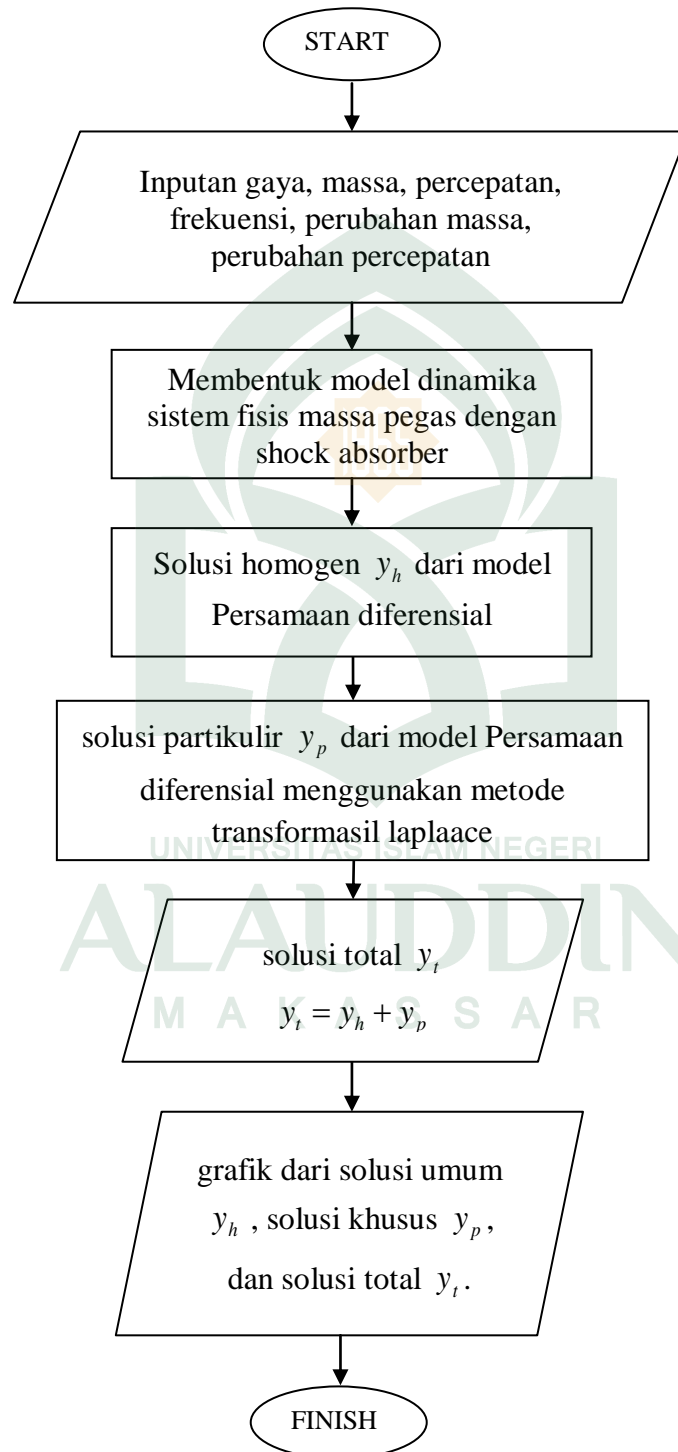 START
Inputan gaya, massa, percepatan,
frekuensi, perubahan massa,
perubahan percepatan
Membentuk model dinamika
sistem fisis massa pegas dengan
shock absorber
1965
Solusi homogen y_h dari model
Persamaan diferensial
solusi partikulir y_p dari model Persamaan
diferensial menggunakan metode
transformasil laplaace
UNIVERSITAS ISLAM NEGERI
ALAUDDIN
MAKASSAR
solusi total y_t
y_t = y_h + y_p
grafik dari solusi umum
y_h , solusi khusus y_p ,
dan solusi total y_t .
FINISH